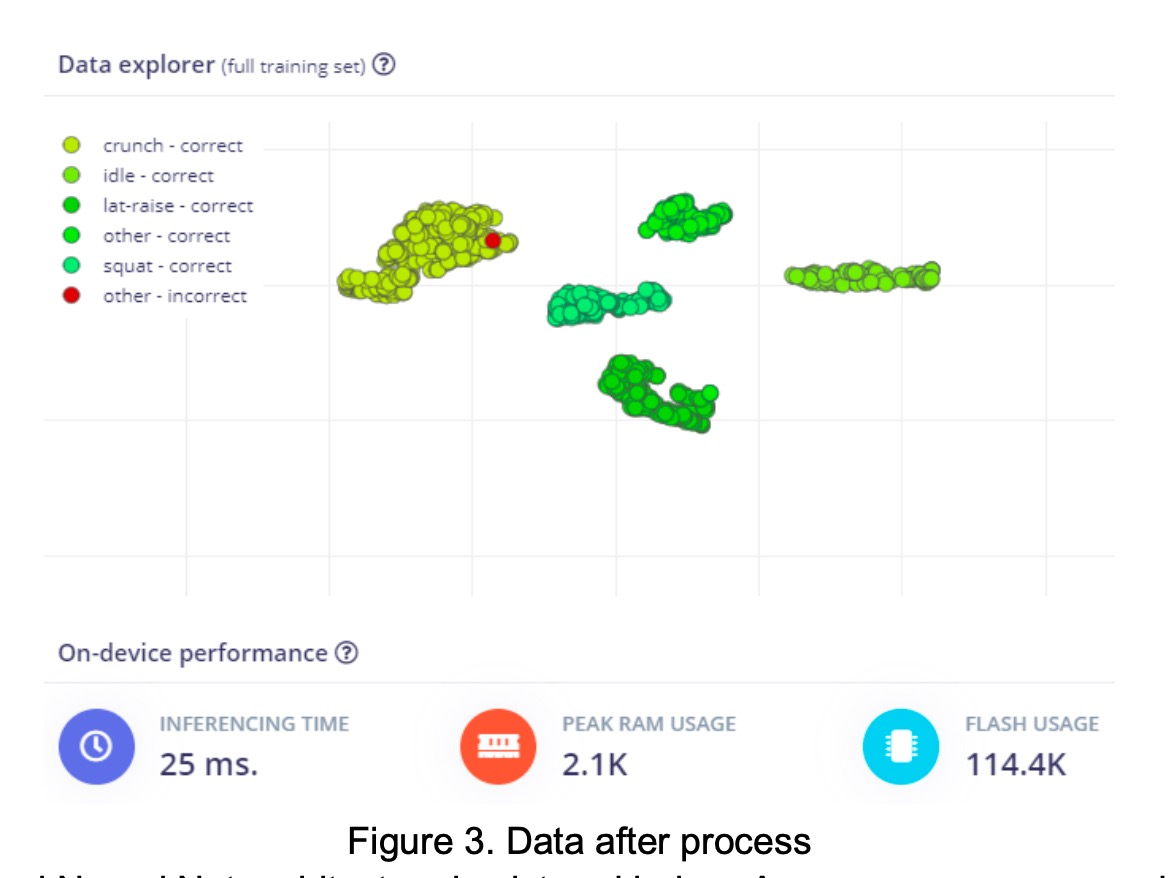 Data explorer (full training set) ?
crunch - correct
idle - correct
lat-raise - correct
other - correct
squat - correct
other - incorrect
On-device performance ?
INFERENCING TIME
25 ms.
PEAK RAM USAGE
2.1K
FLASH USAGE
114.4K
Figure 3. Data after process